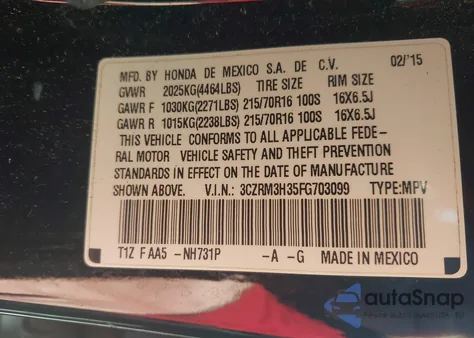 MFD. BY HONDA DE MEXICO S.A. DE C.V. 02/'15
GVWR 2025KG(4464LBS) TIRE SIZE RIM SIZE
GAWR F 1030KG(2271LBS) 215/70R16 100S 16X6.5J
GAWR R 1015KG(2238LBS) 215/70R16 100S 16X6.5J
THIS VEHICLE CONFORMS TO ALL APPLICABLE FEDE-
RAL MOTOR VEHICLE SAFETY AND THEFT PREVENTION
STANDARDS IN EFFECT ON THE DATE OF MANUFACTURE
SHOWN ABOVE. V.I.N.: 3CZRM3H35FG703099 TYPE:MPV
T1Z F AA5 -NH731P -A -G MADE IN MEXICO
autoSnap